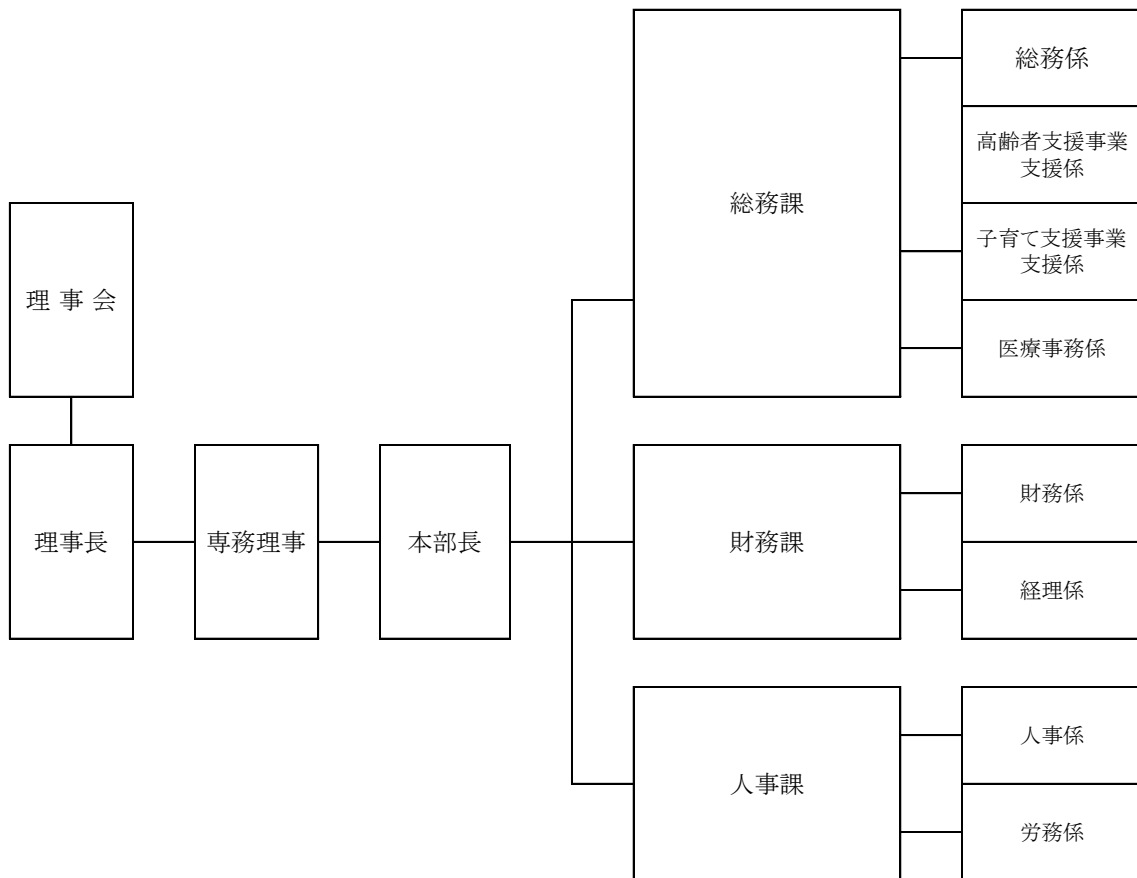 理事会
理事長
専務理事
本部長
総務課
総務係
高齢者支援事業
支援係
子育て支援事業
支援係
医療事務係
財務課
財務係
経理係
人事課
人事係
労務係